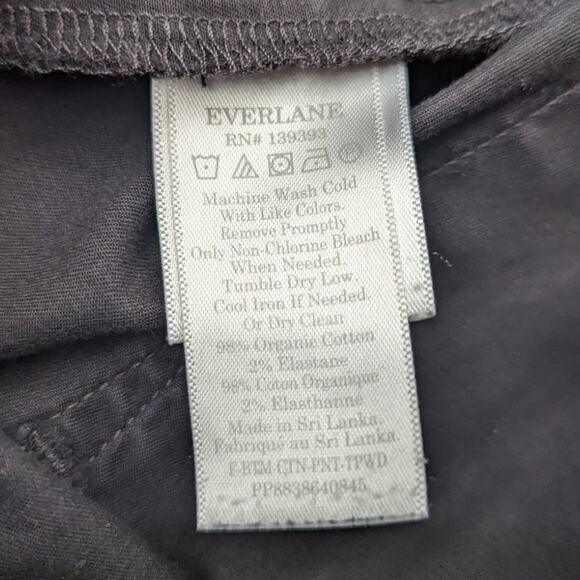 EVERLANE
RN# 139393
Machine Wash Cold
With Like Colors.
Remove Promptly
Only Non-Chlorine Bleach
When Needed.
Tumble Dry Low.
Cool Iron If Needed.
Or Dry Clean
98% Organic Cotton
2% Elastane
98% Coton Organique
2% Elasthanne
Made in Sri Lanka.
Fabriqué au Sri Lanka.
F-BTM-CTN-PNT-TPWD
PP8838640845